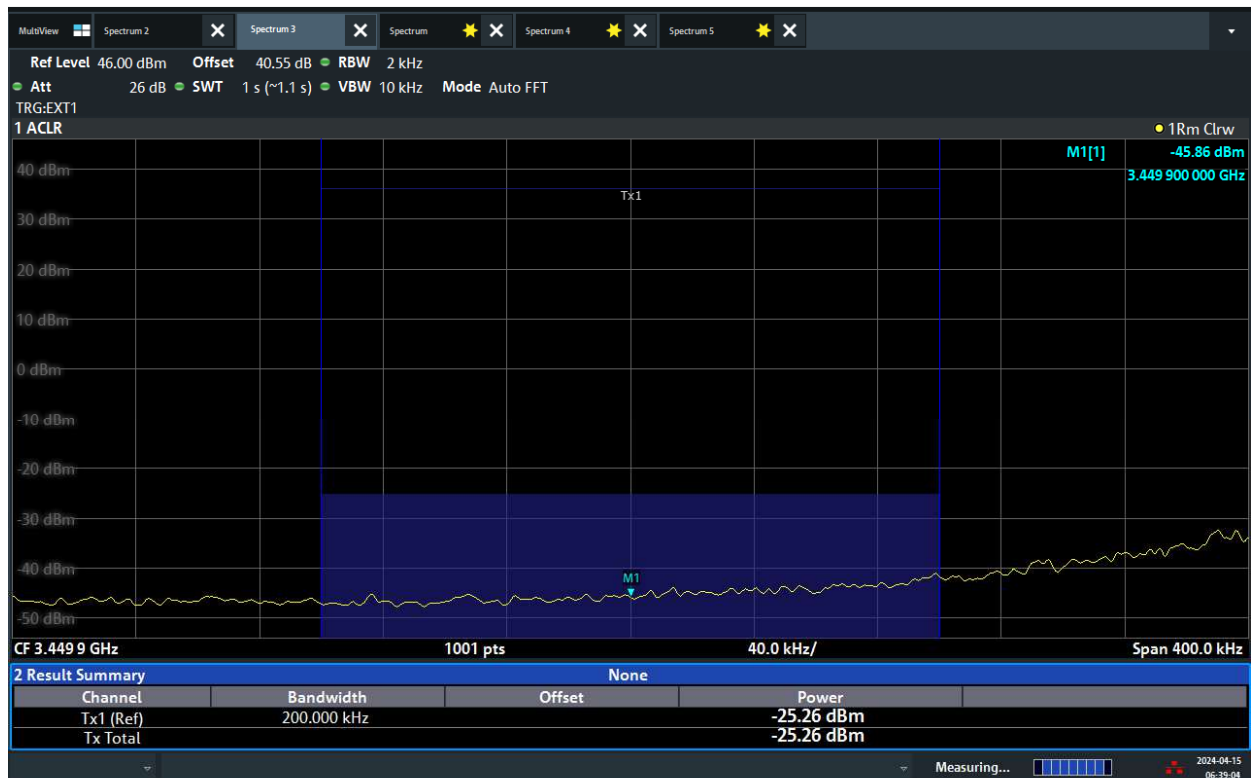 MultiView Spectrum 2 Spectrum 3 Spectrum Spectrum 4 Spectrum 5
Ref Level 46.00 dBm Offset 40.55 dB RBW 2 kHz
Att 26 dB SWT 1 s (~1.1 s) VBW 10 kHz Mode Auto FFT
TRG:EXT1
1 ACLR 1Rm Clrw
M1[1] -45.86 dBm
40 dBm
3.449 900 000 GHz
Tx1
30 dBm
20 dBm
10 dBm
0 dBm
-10 dBm
-20 dBm
-30 dBm
-40 dBm
M1
-50 dBm
CF 3.449 9 GHz 1001 pts 40.0 kHz/ Span 400.0 kHz
2 Result Summary None
Channel Bandwidth Offset Power
Tx1 (Ref) 200.000 kHz -25.26 dBm
Tx Total -25.26 dBm
Measuring... 2024-04-15
06:39:04